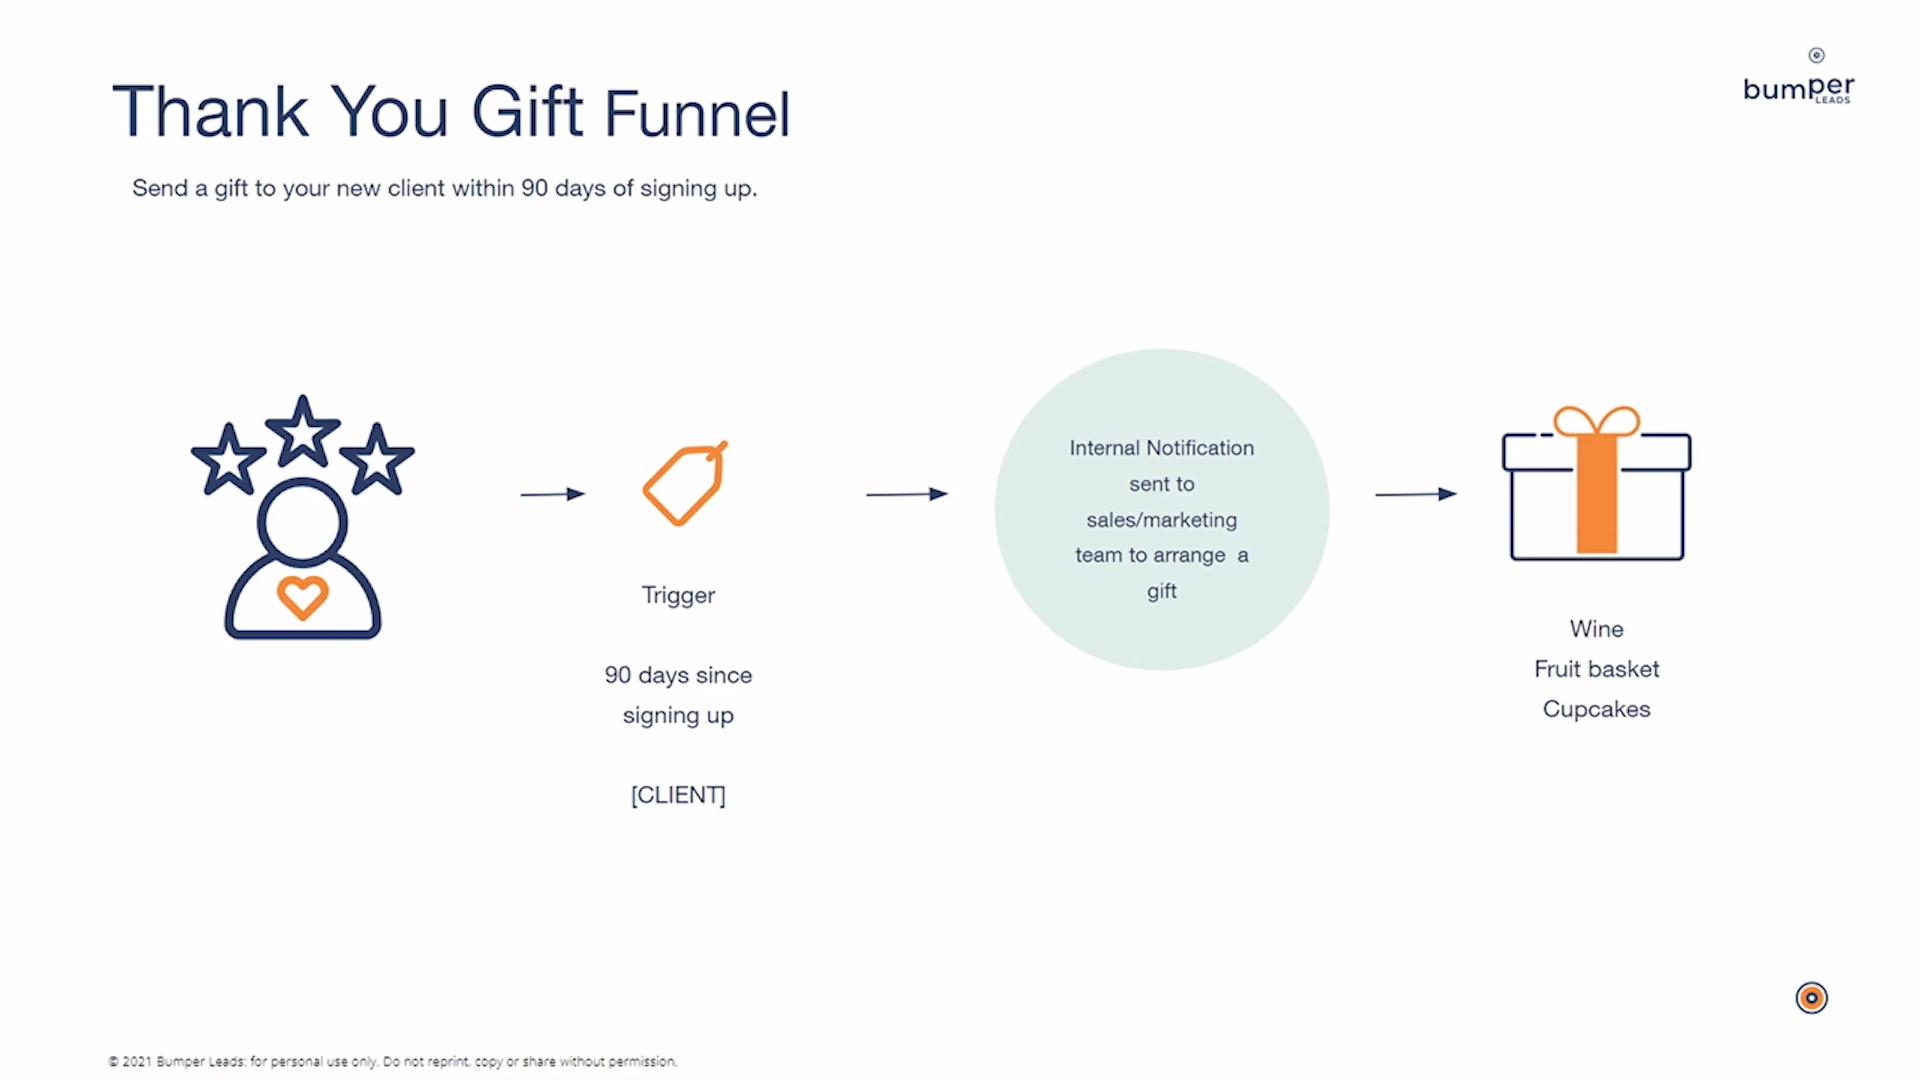 Thank You Gift Funnel
bumper
LEADS
Send a gift to your new client within 90 days of signing up.
Trigger
90 days since
signing up
[CLIENT]
Internal Notification
sent to
sales/marketing
team to arrange  a
gift
Wine
Fruit basket
Cupcakes
© 2021 Bumper Leads: for personal use only. Do not reprint, copy or share without permission.